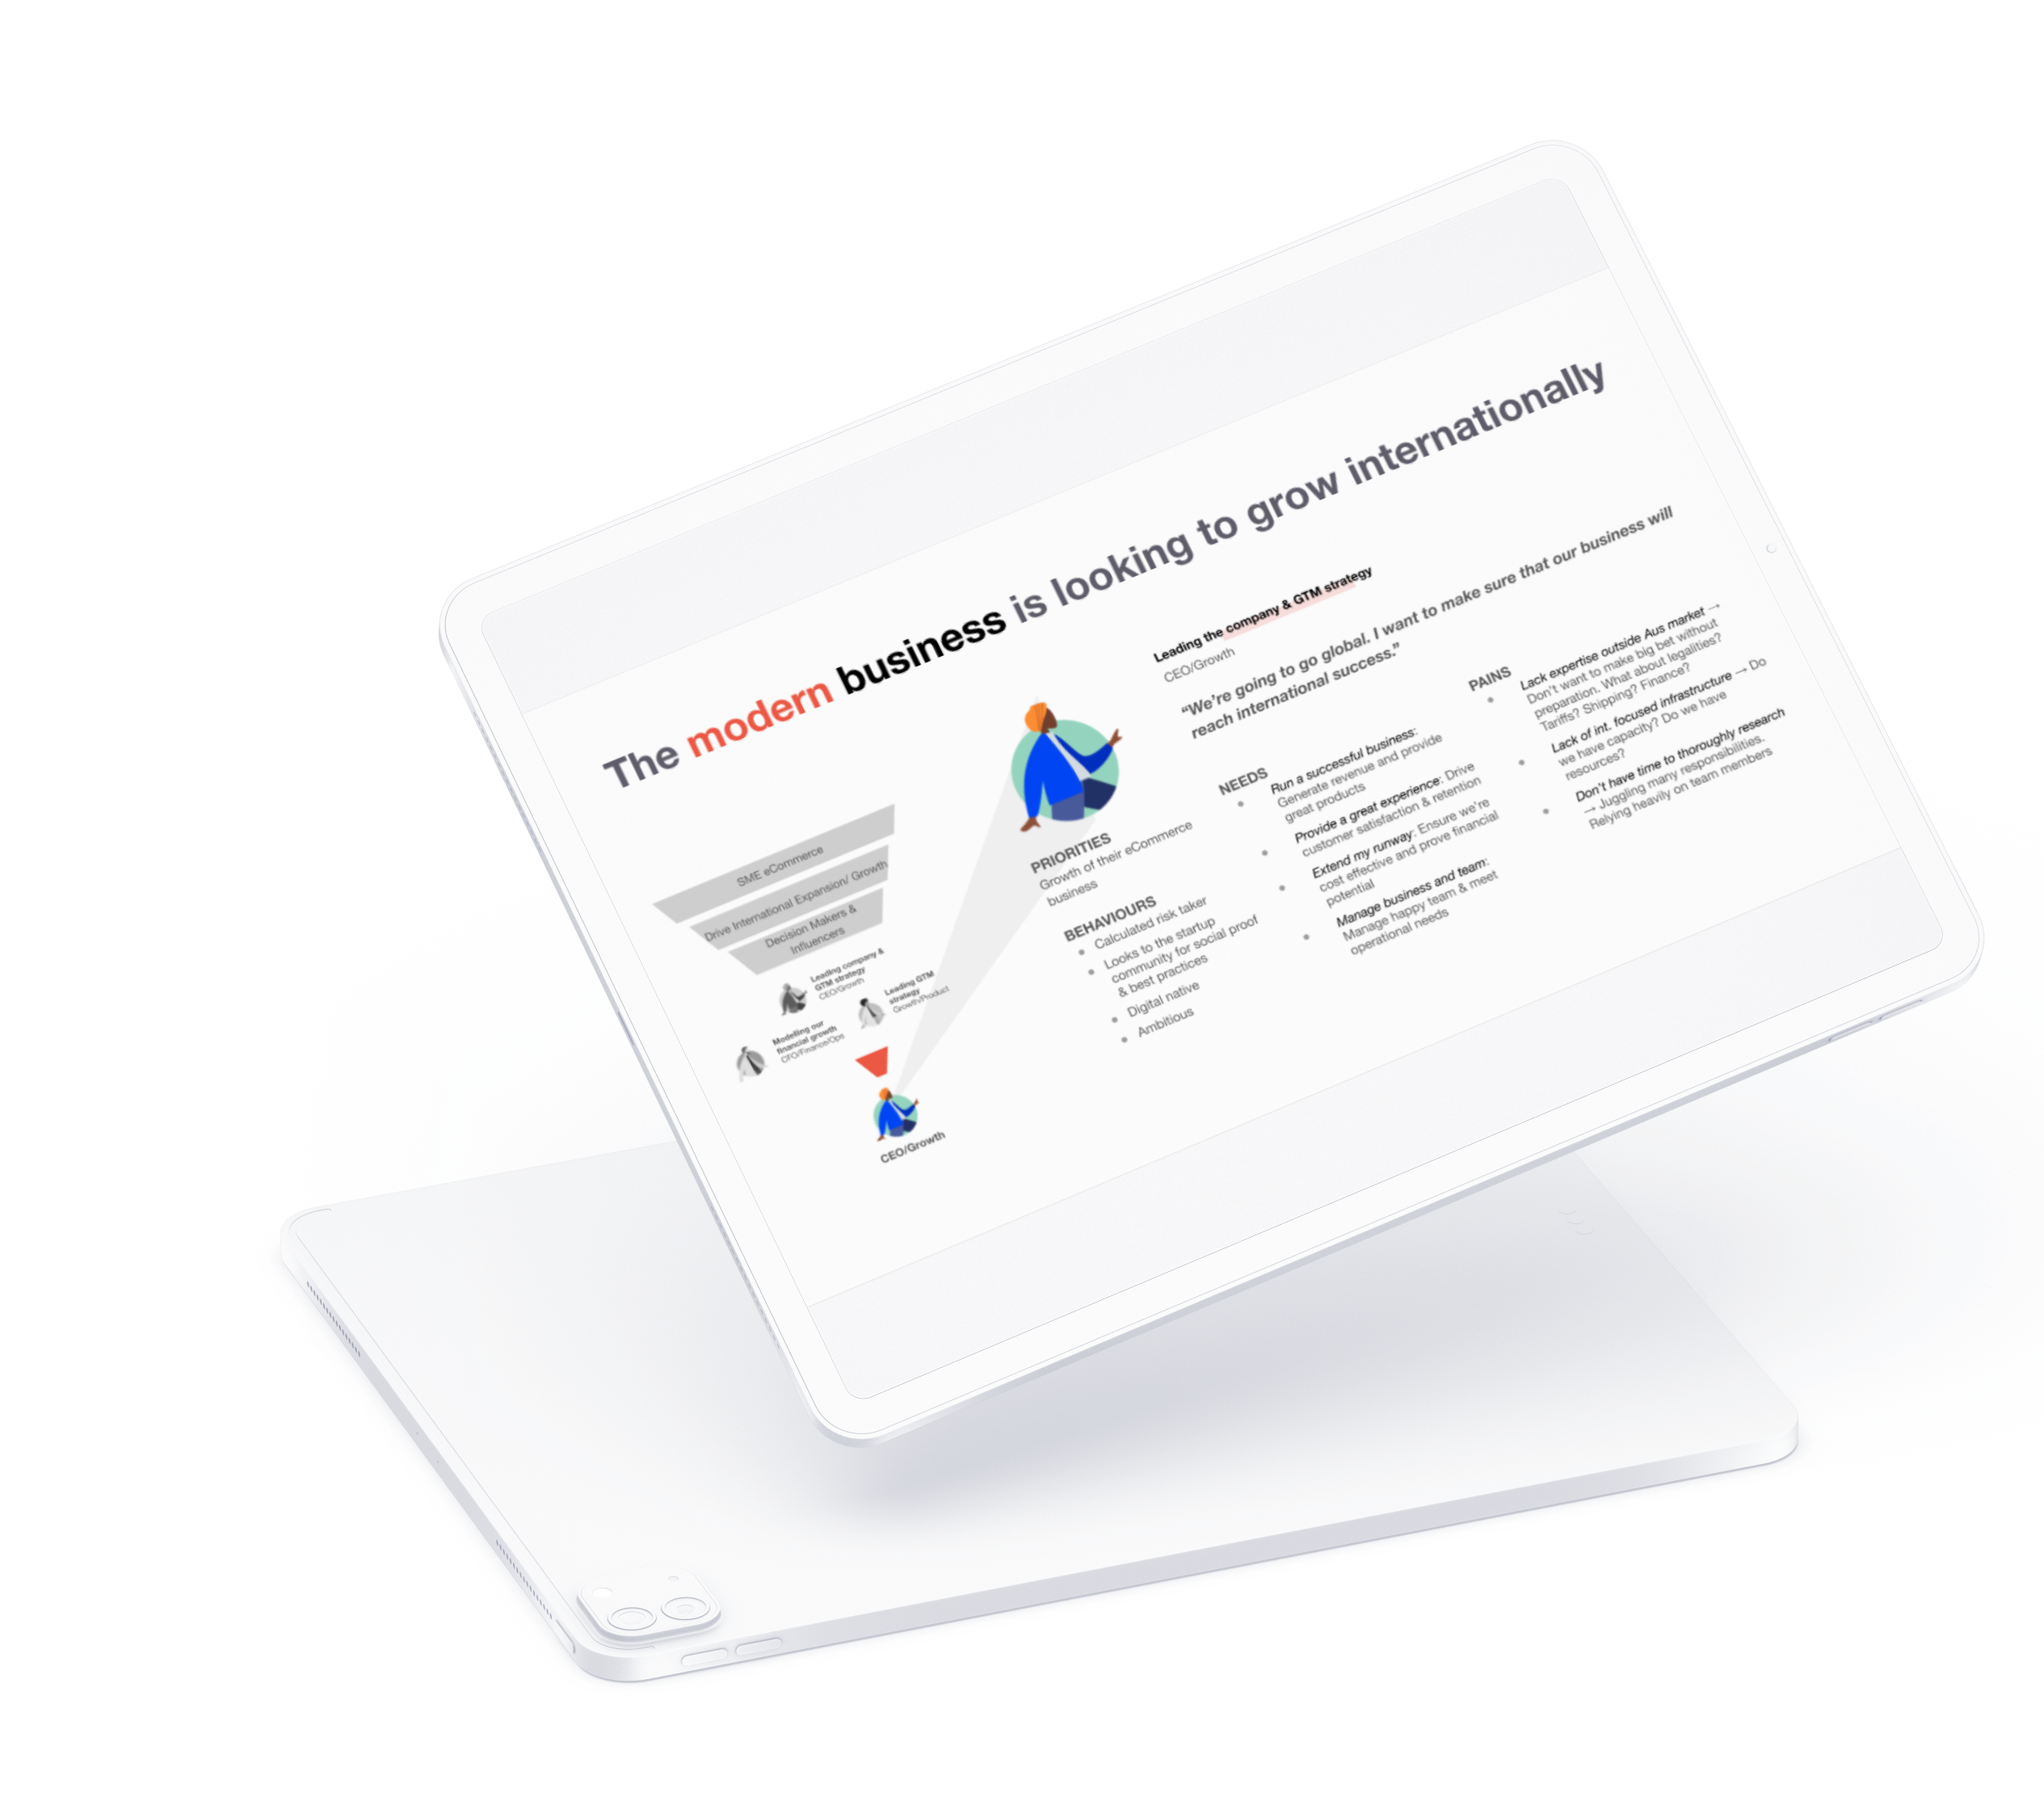 The modern business is looking to grow internationally
SME eCommerce
Drive International Expansion/ Growth
Decision Makers &
Influencers
Leading company &
GTM strategy
CEO/Growth
Leading GTM
strategy
Growth/Product
Modelling our
financial growth
CFO/Finance/Ops
CEO/Growth
Leading the company & GTM strategy
CEO/Growth
“We’re going to go global. I want to make sure that our business will
reach international success.”
PRIORITIES
Growth of their eCommerce
business
BEHAVIOURS
• Calculated risk taker
• Looks to the startup
community for social proof
& best practices
• Digital native
• Ambitious
NEEDS
• Run a successful business:
Generate revenue and provide
great products
• Provide a great experience: Drive
customer satisfaction & retention
• Extend my runway: Ensure we’re
cost effective and prove financial
potential
• Manage business and team:
Manage happy team & meet
operational needs
PAINS
• Lack expertise outside Aus market →
Don’t want to make big bet without
preparation. What about legalities?
Tariffs? Shipping? Finance?
• Lack of int. focused infrastructure → Do
we have capacity? Do we have
resources?
• Don’t have time to thoroughly research
→ Juggling many responsibilities.
Relying heavily on team members